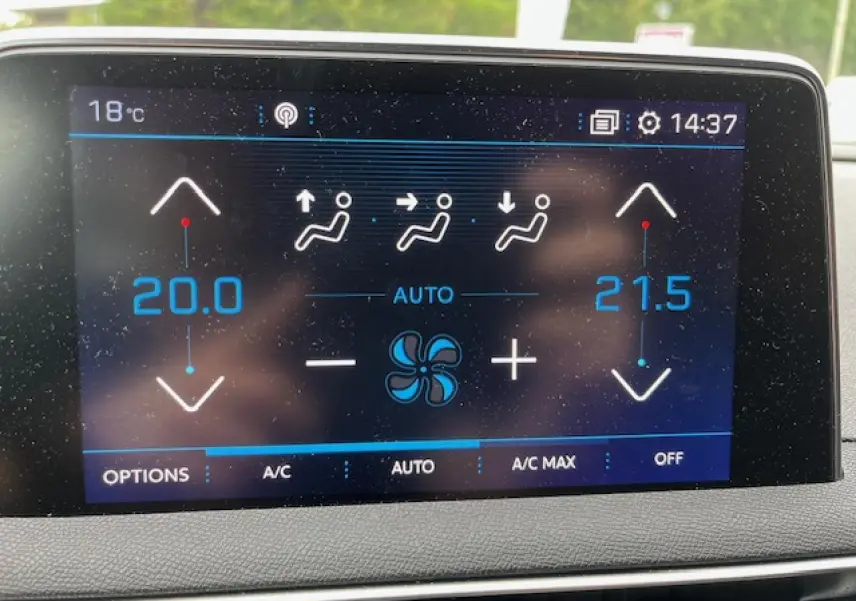 18°C 14:37
20.0 AUTO 21.5
OPTIONS A/C AUTO A/C MAX OFF